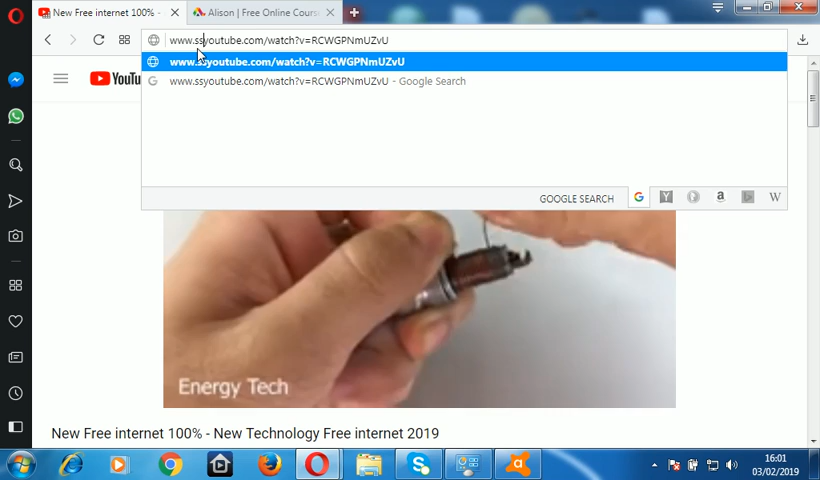 New Free internet 100% -
Alison | Free Online Cours
www.ssyoutube.com/watch?v=RCWGPNmUZvU
www.ssyoutube.com/watch?v=RCWGPNmUZvU
www.ssyoutube.com/watch?v=RCWGPNmUZvU - Google Search
YouTu
GOOGLE SEARCH
Energy Tech
New Free internet 100% - New Technology Free internet 2019
16:01
03/02/2019